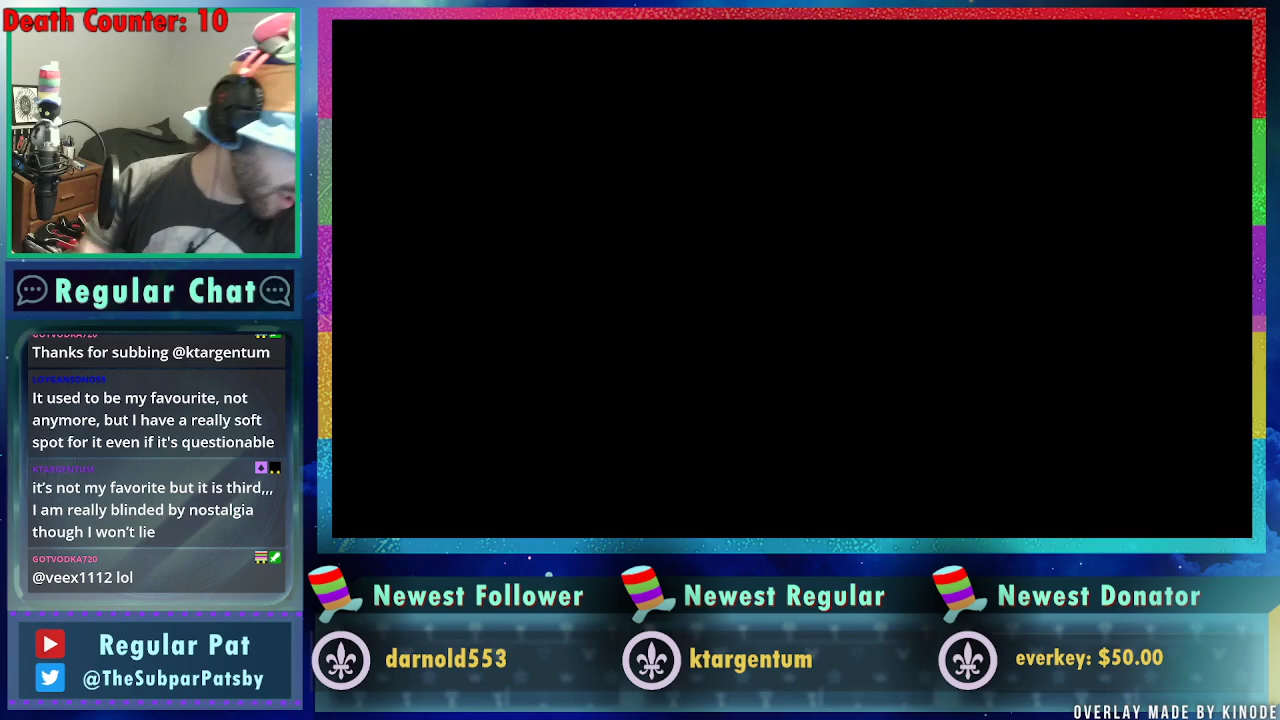 Death Counter: 10
Regular Chat
GOTVODKA720
Thanks for subbing @ktargentum
It used to be my favourite, not
anymore, but I have a really soft
spot for it even if it's questionable
KTARGENTUM
it's not my favorite but it is third,,,
I am really blinded by nostalgia
though I won't lie
GOTVODKA720
@veex1112 lol
Regular Pat
@TheSubparPatsby
Newest Follower
darnold553
Newest Regular
ktargentum
Newest Donator
everkey: $50.00
OVERLAY MADE BY KINODE